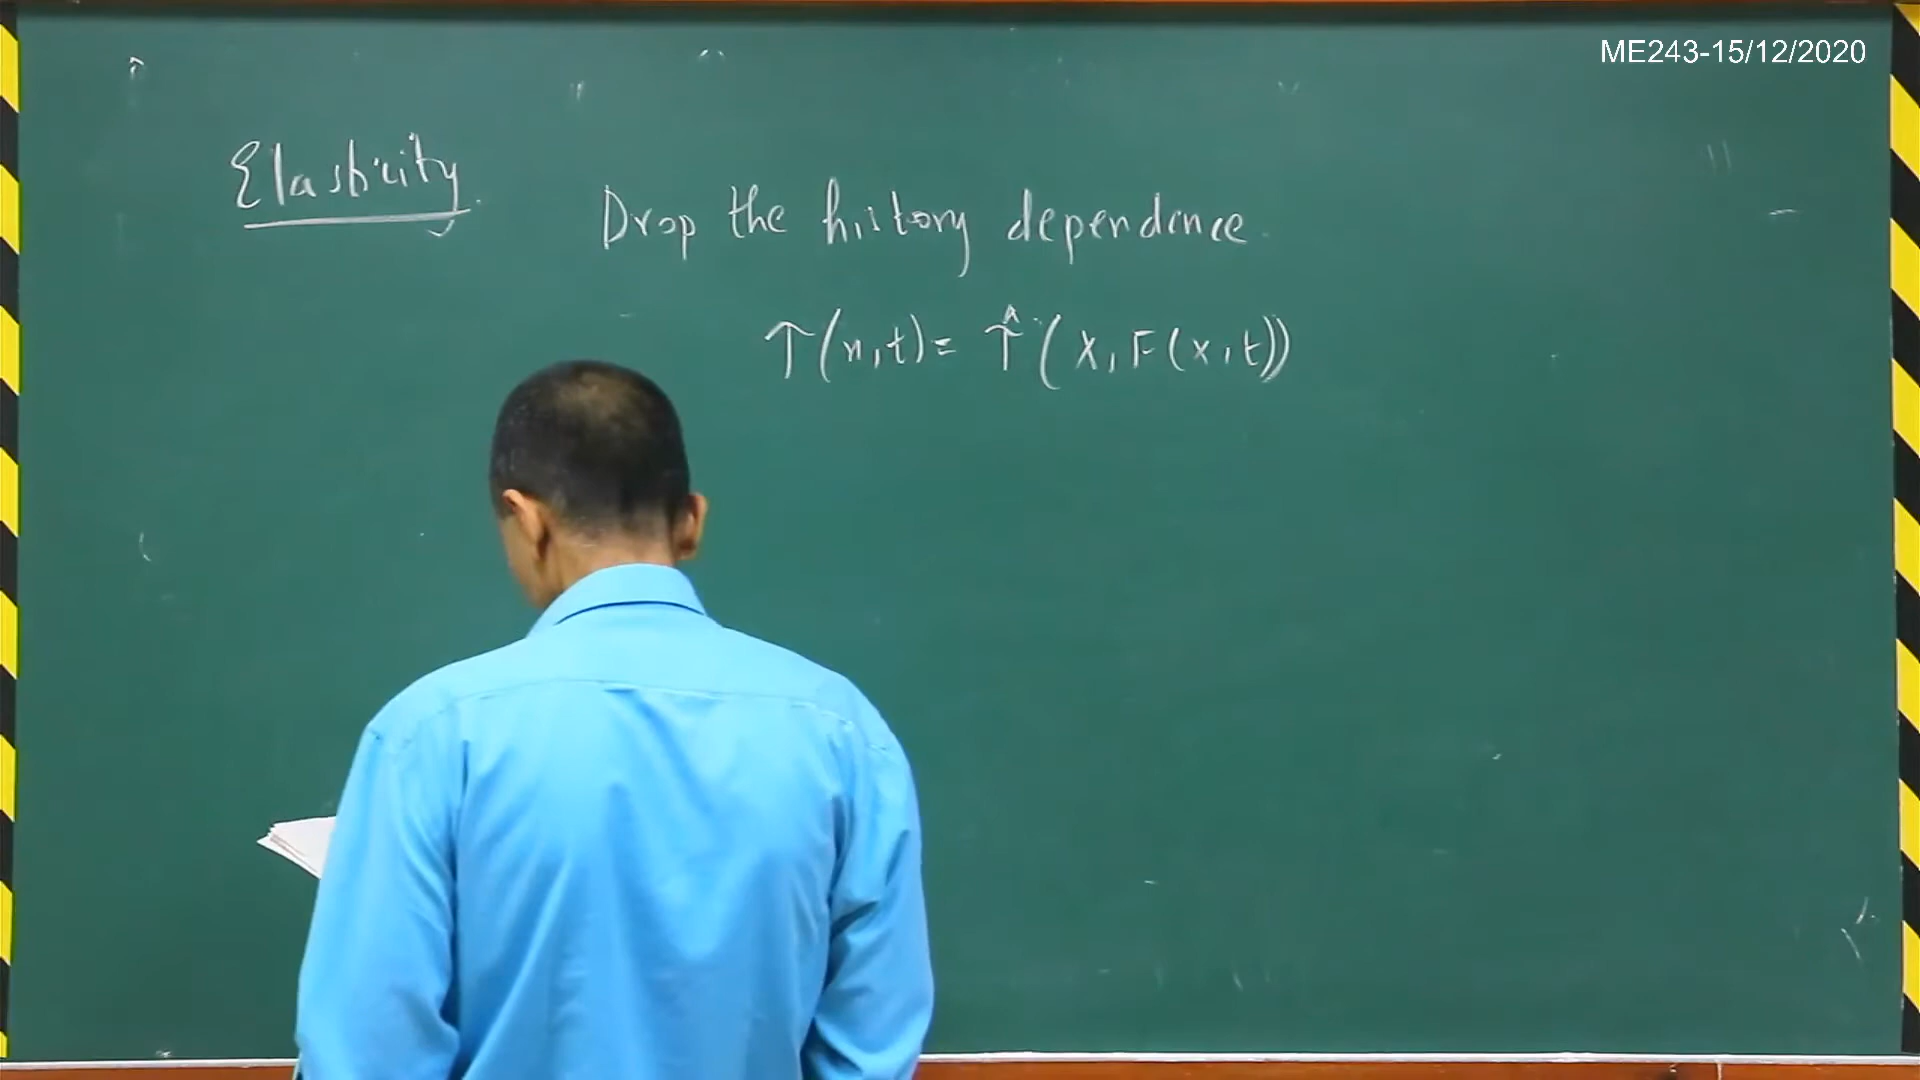 ME243-15/12/2020
Elasticity
Drop the history dependence
T(x,t) = T̂(X, F(X,t))